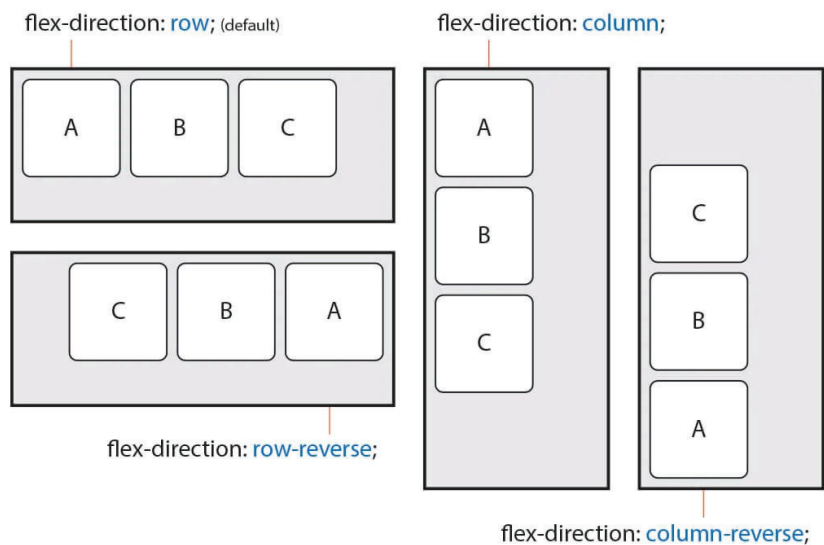 flex-direction: row; (default)
A B C
C B A
flex-direction: row-reverse;
flex-direction: column;
A
B
C
C
B
A
flex-direction: column-reverse;